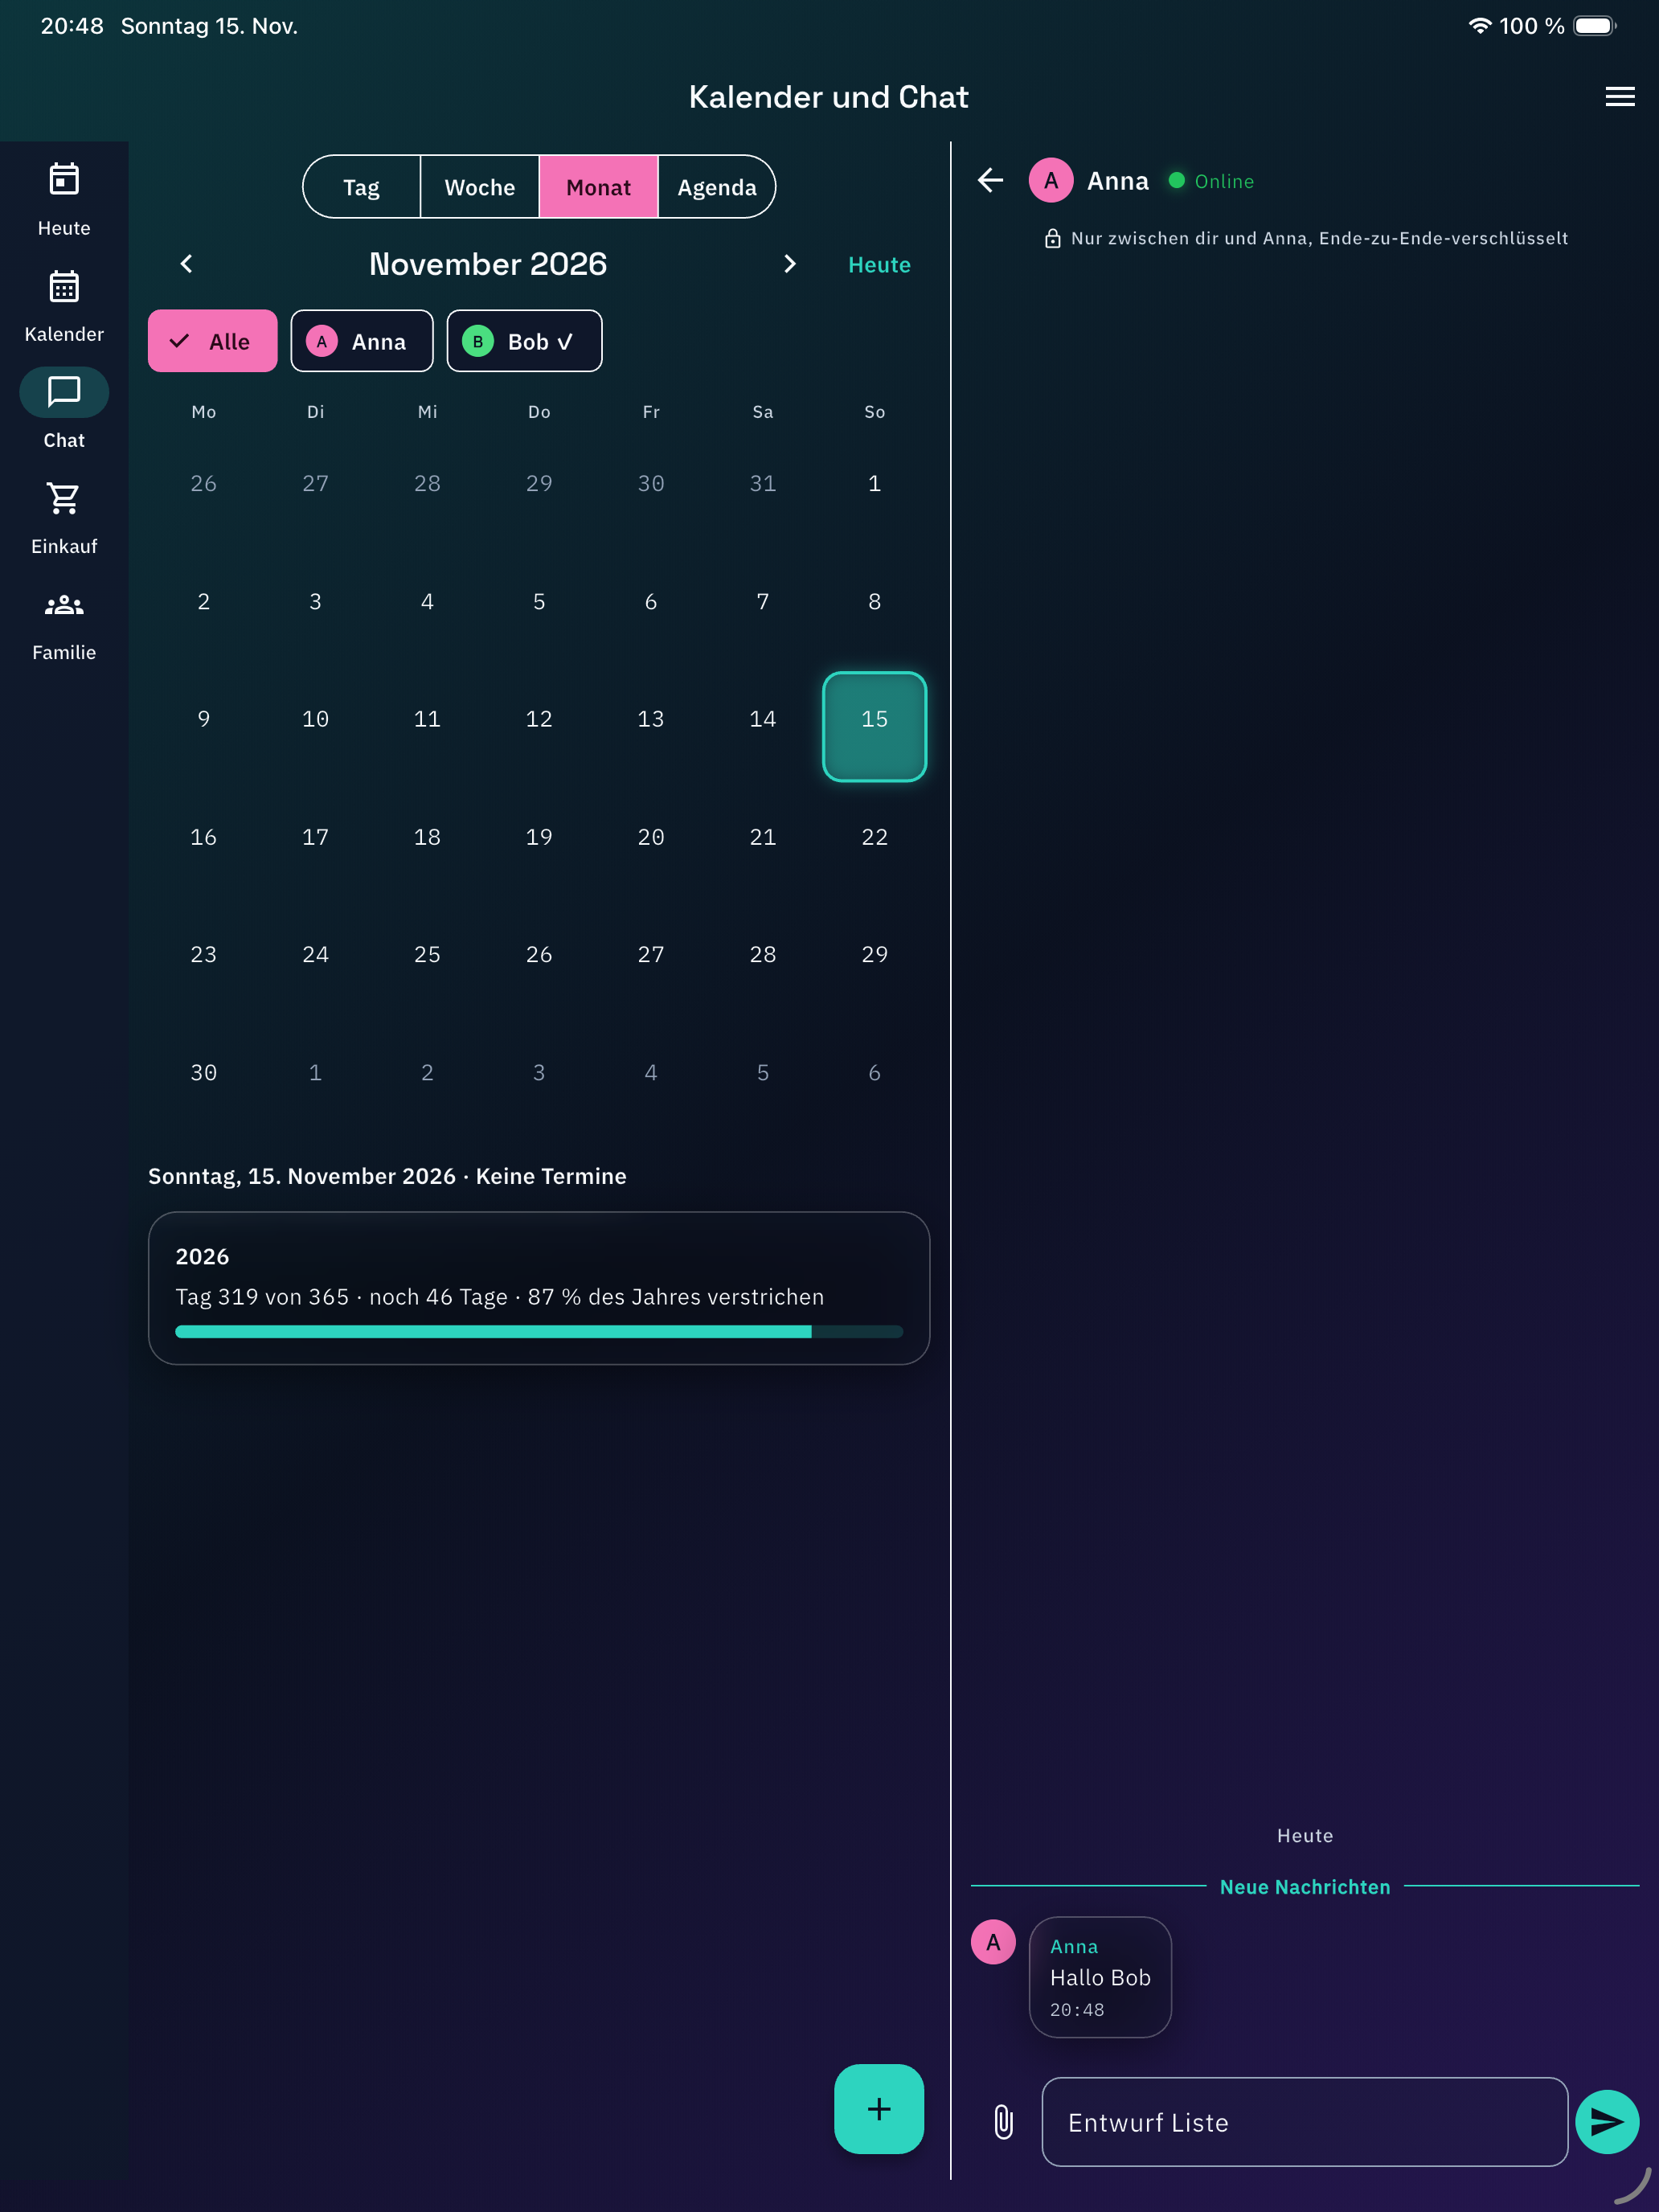 20:48 Sonntag 15. Nov.
100 %
Kalender und Chat
Heute
Kalender
Chat
Einkauf
Familie
Tag Woche Monat Agenda
November 2026
Heute
Alle
A Anna
B Bob ✓
Mo Di Mi Do Fr Sa So
26 27 28 29 30 31 1
2 3 4 5 6 7 8
9 10 11 12 13 14 15
16 17 18 19 20 21 22
23 24 25 26 27 28 29
30 1 2 3 4 5 6
Sonntag, 15. November 2026 · Keine Termine
2026
Tag 319 von 365 · noch 46 Tage · 87 % des Jahres verstrichen
A Anna Online
Nur zwischen dir und Anna, Ende-zu-Ende-verschlüsselt
Heute
Neue Nachrichten
A
Anna
Hallo Bob
20:48
Entwurf Liste